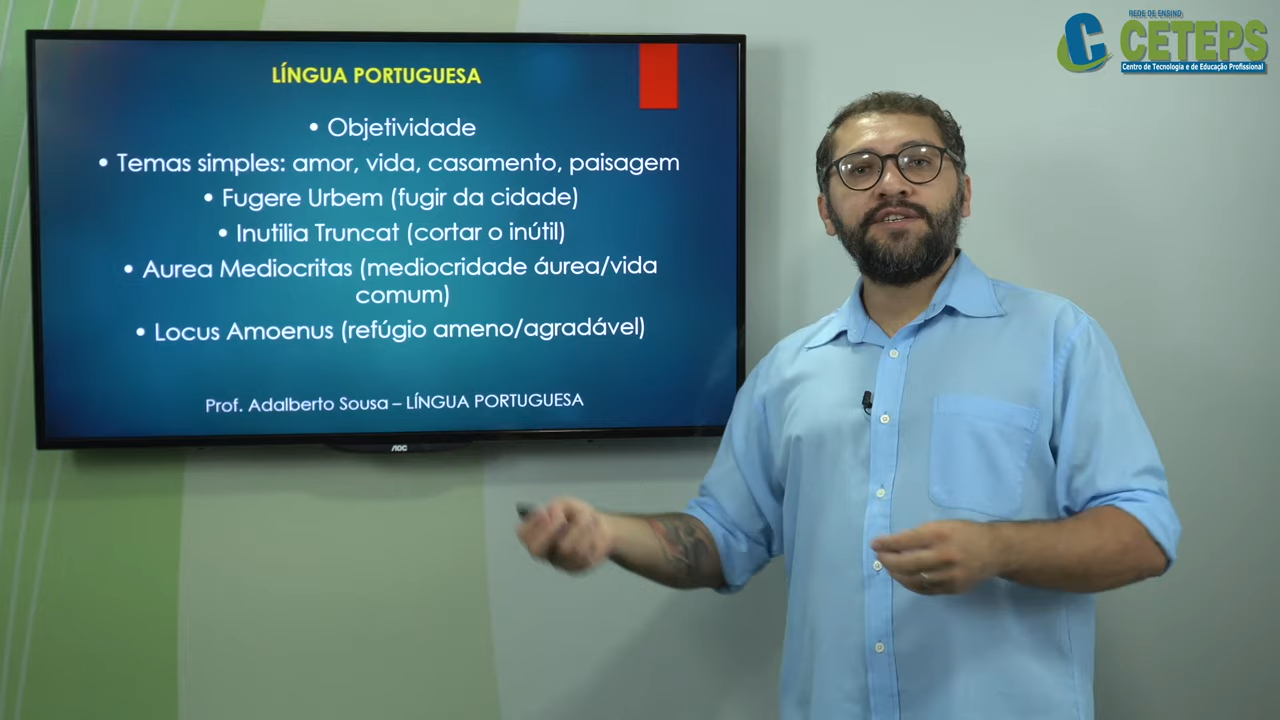 REDE DE ENSINO
CETEPS
Centro de Tecnologia e de Educação Profissional
LÍNGUA PORTUGUESA
• Objetividade
• Temas simples: amor, vida, casamento, paisagem
• Fugere Urbem (fugir da cidade)
• Inutilia Truncat (cortar o inútil)
• Aurea Mediocritas (mediocridade áurea/vida
comum)
• Locus Amoenus (refúgio ameno/agradável)
Prof. Adalberto Sousa – LÍNGUA PORTUGUESA
AOC